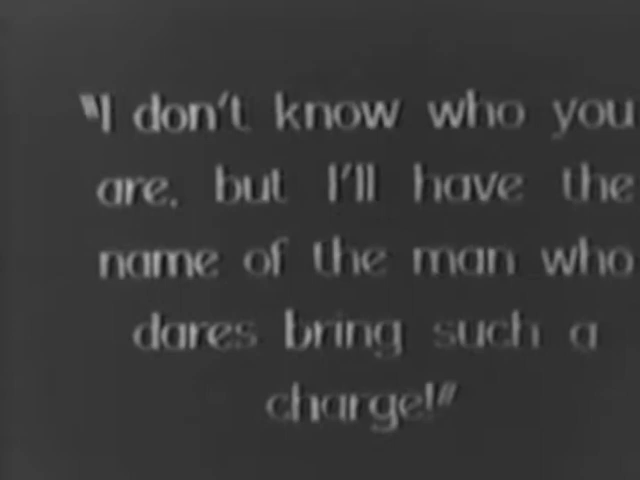 "I don't know who you
are, but I'll have the
name of the man who
dares bring such a
charge!"